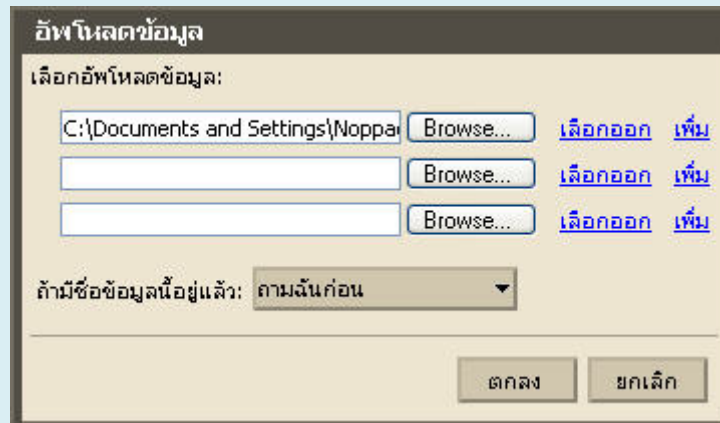 อัพโหลดข้อมูล
เลือกอัพโหลดข้อมูล:
C:\Documents and Settings\Noppa Browse... เลือกออก เพิ่ม
Browse... เลือกออก เพิ่ม
Browse... เลือกออก เพิ่ม
ถ้ามีชื่อข้อมูลนี้อยู่แล้ว: ถามฉันก่อน
ตกลง ยกเลิก